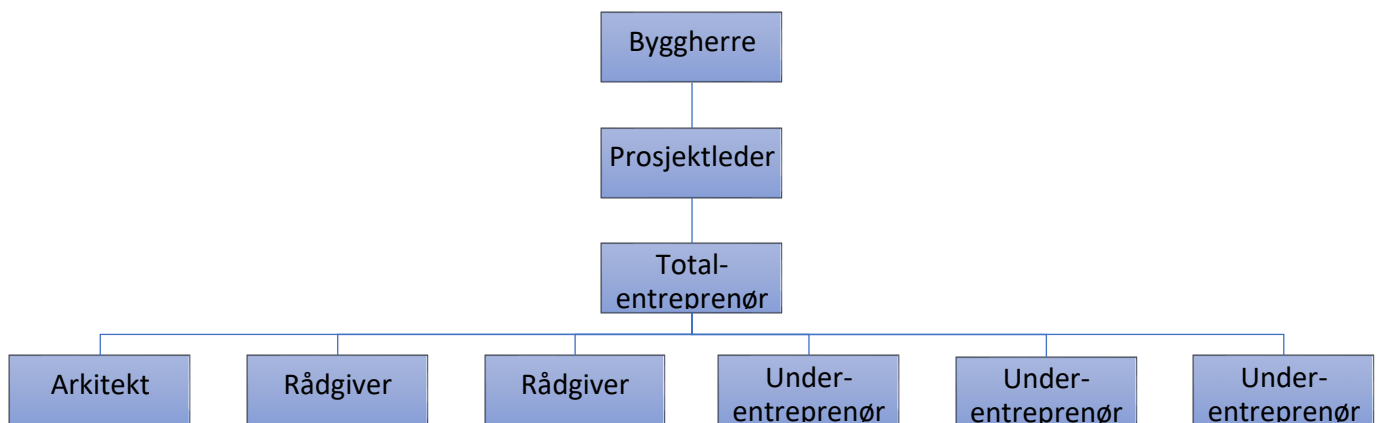 Byggherre
Prosjektleder
Total-
entreprenør
Arkitekt
Rådgiver
Rådgiver
Under-
entreprenør
Under-
entreprenør
Under-
entreprenør